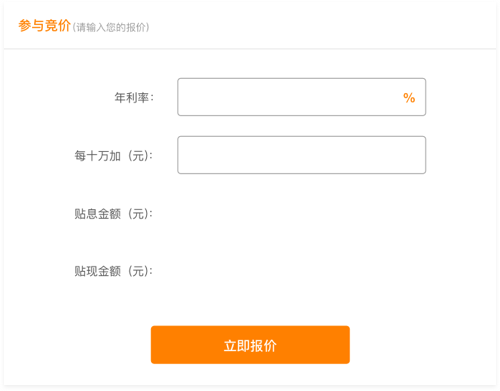 参与竞价(请输入您的报价)
年利率：
%
每十万加（元）：
贴息金额（元）：
贴现金额（元）：
立即报价